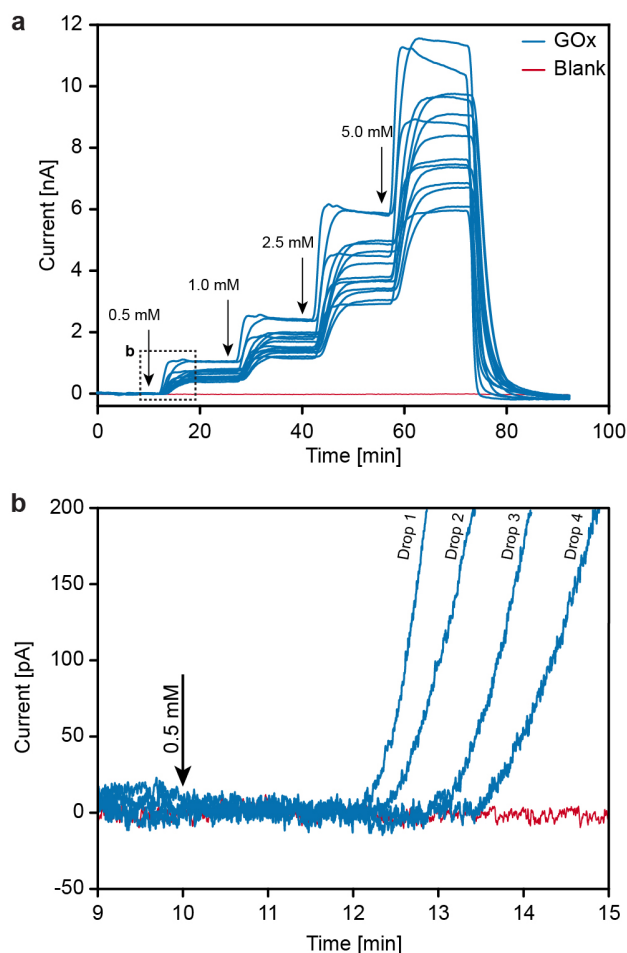 a
12
10
8
6
4
2
0
Current [nA]
GOx
Blank
5.0 mM
2.5 mM
1.0 mM
0.5 mM
b
0 20 40 60 80 100
Time [min]
b
200
150
100
50
0
-50
Current [pA]
Drop 1
Drop 2
Drop 3
Drop 4
0.5 mM
9 10 11 12 13 14 15
Time [min]